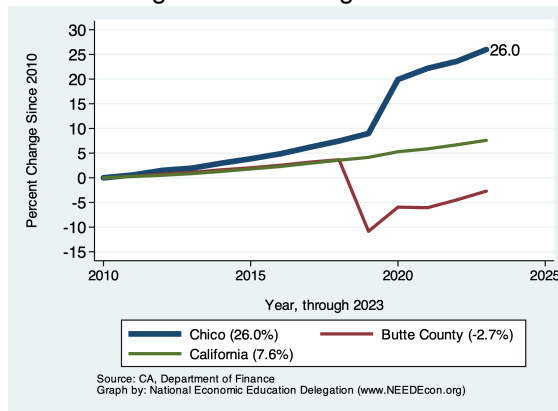 30
25
20
15
10
5
0
-5
-10
-15
Percent Change Since 2010
26.0
2010
2015
2020
2025
Year, through 2023
Chico (26.0%)
Butte County (-2.7%)
California (7.6%)
Source: CA, Department of Finance
Graph by: National Economic Education Delegation (www.NEEDEcon.org)